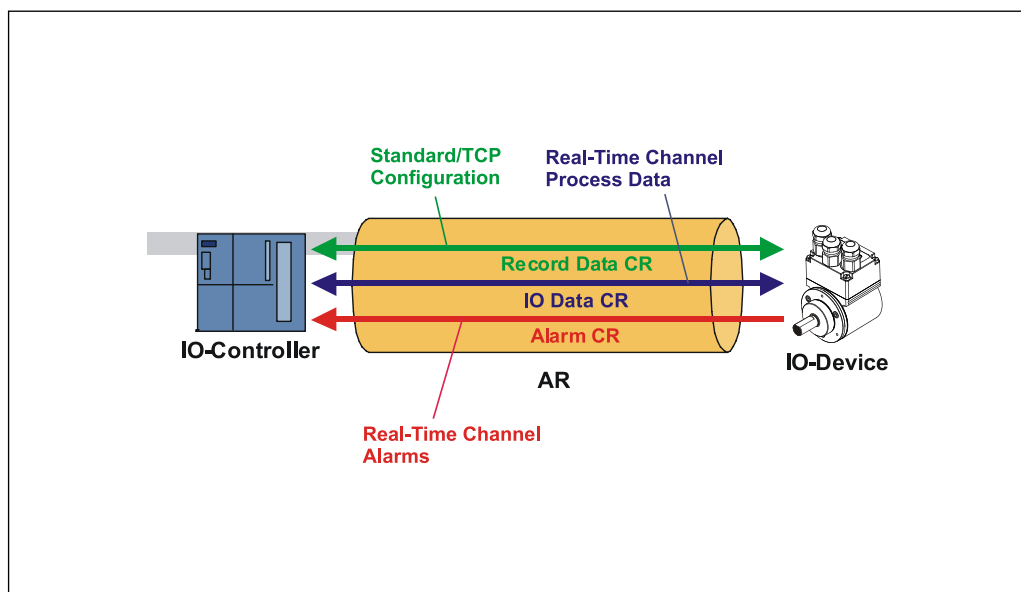 Standard/TCP
Configuration
Real-Time Channel
Process Data
Record Data CR
IO Data CR
Alarm CR
IO-Controller
IO-Device
AR
Real-Time Channel
Alarms